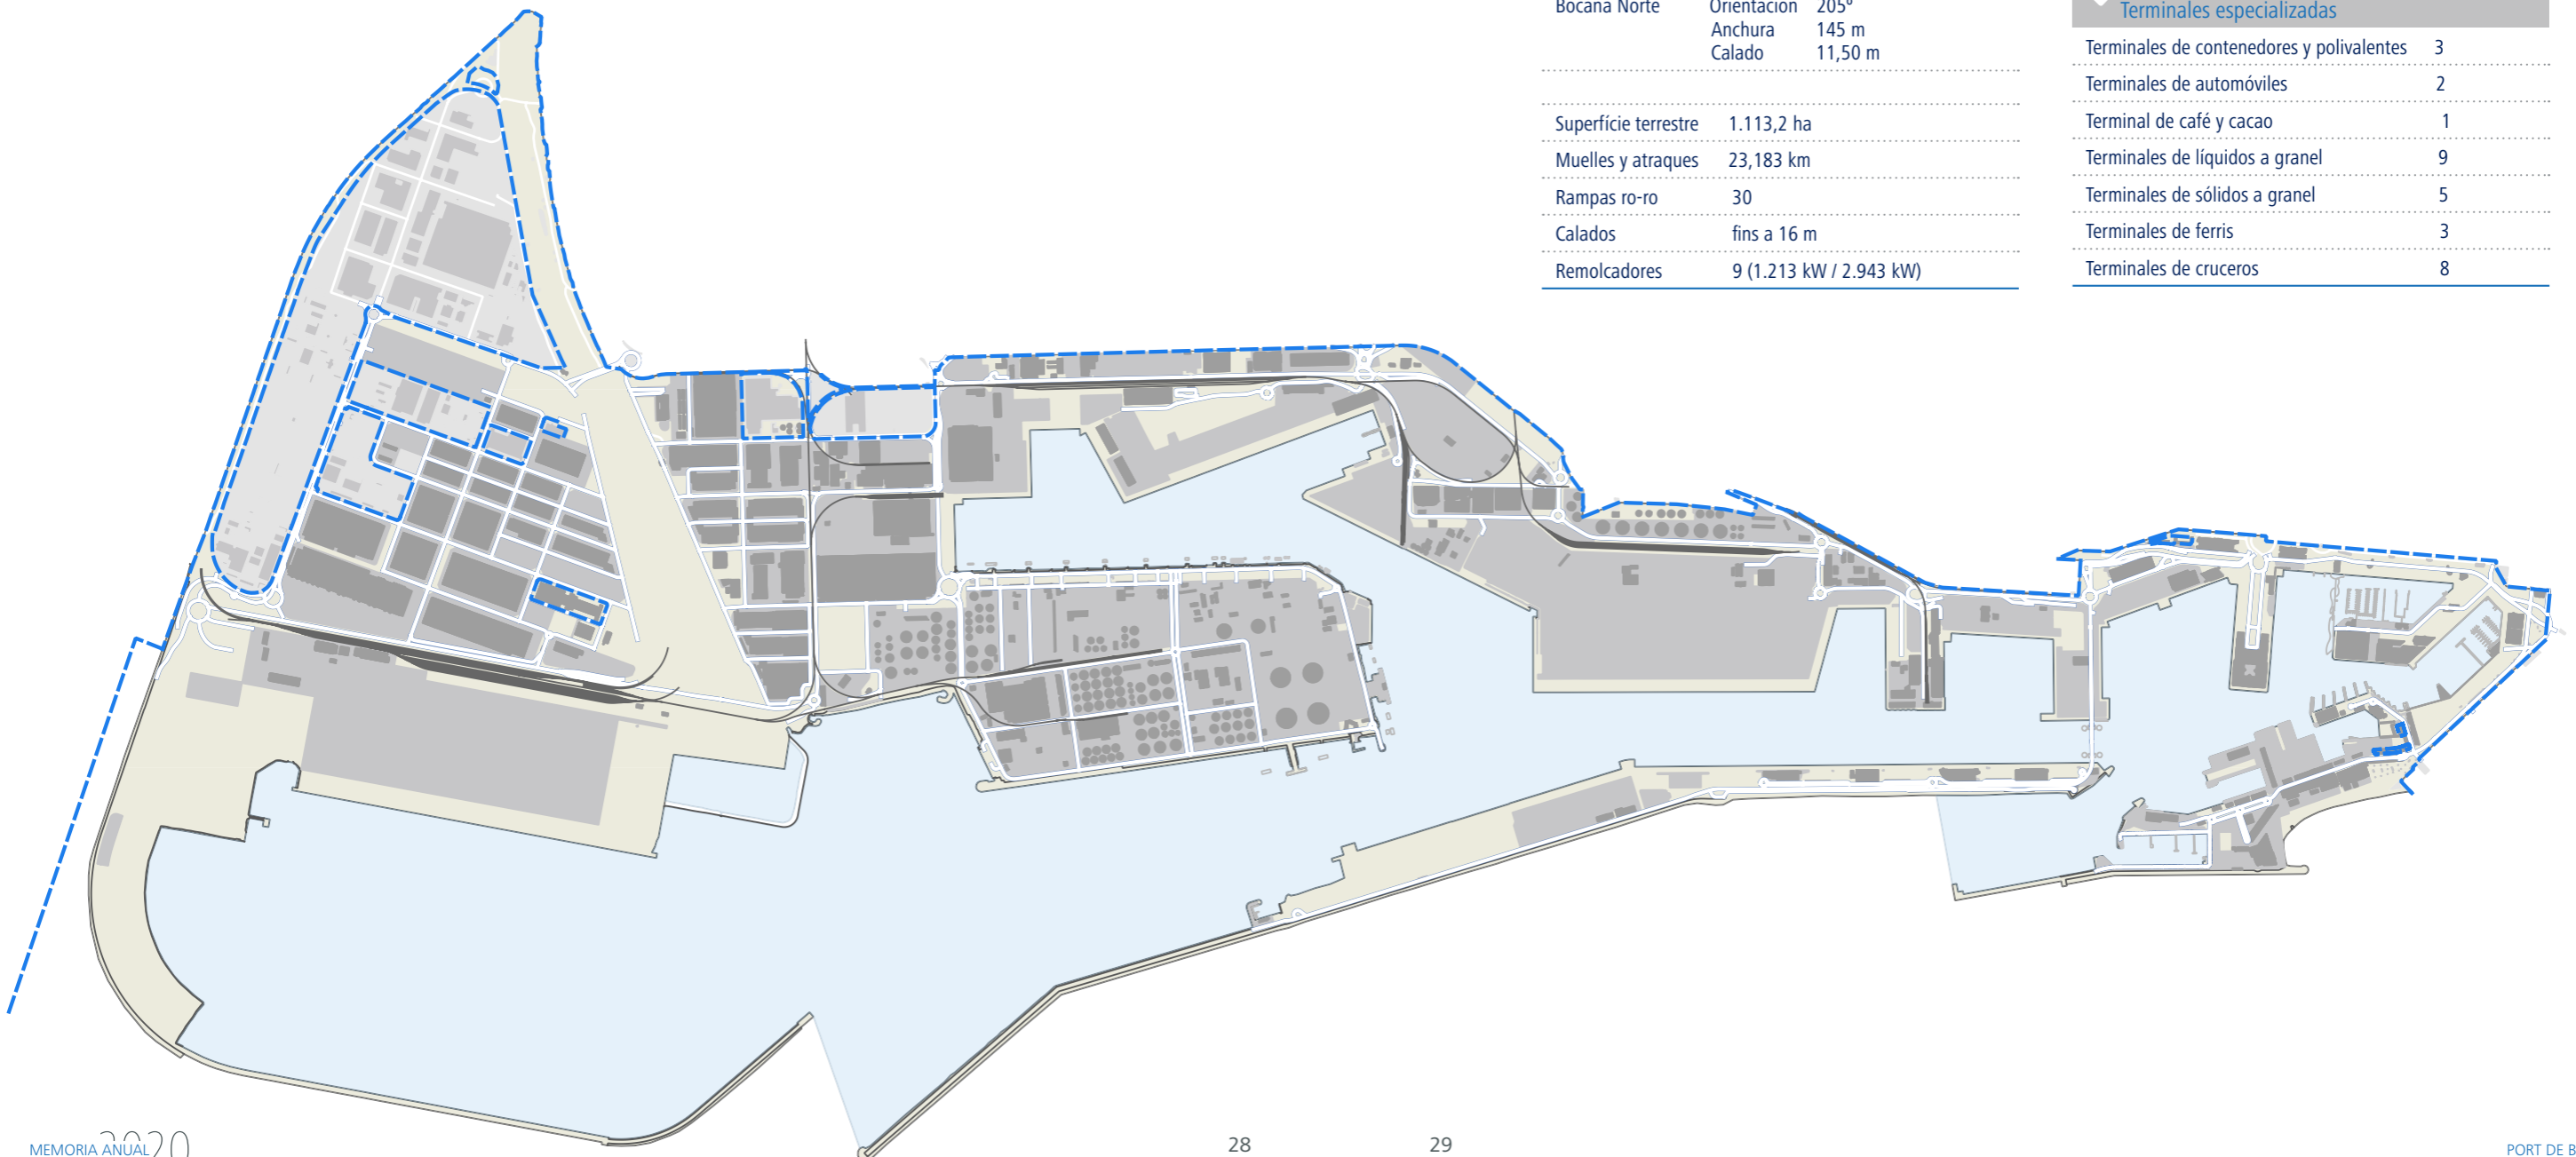 Bocana Norte Orientación 205º
Anchura 145 m
Calado 11,50 m
Superfície terrestre 1.113,2 ha
Muelles y atraques 23,183 km
Rampas ro-ro 30
Calados fins a 16 m
Remolcadores 9 (1.213 kW / 2.943 kW)
Terminales especializadas
Terminales de contenedores y polivalentes 3
Terminales de automóviles 2
Terminal de café y cacao 1
Terminales de líquidos a granel 9
Terminales de sólidos a granel 5
Terminales de ferris 3
Terminales de cruceros 8
MEMORIA ANUAL 2020
28
29
PORT DE B